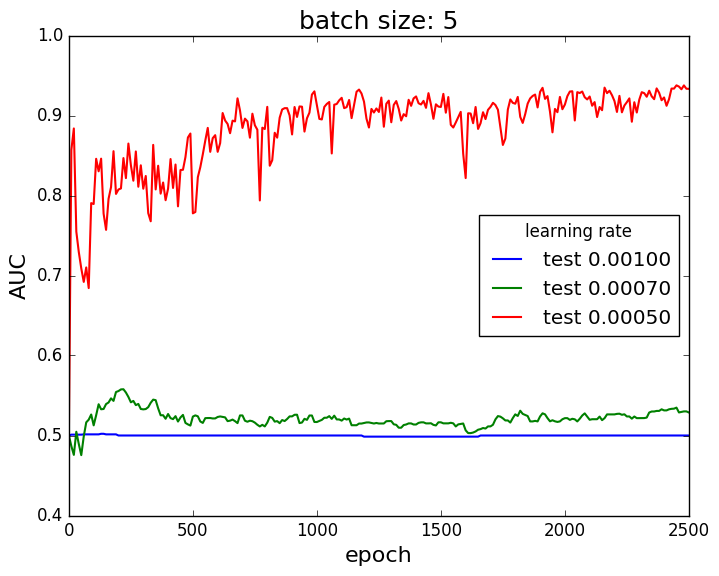 batch size: 5
1.0
0.9
0.8
0.7
0.6
0.5
0.4
AUC
learning rate
test 0.00100
test 0.00070
test 0.00050
0
500
1000
1500
2000
2500
epoch